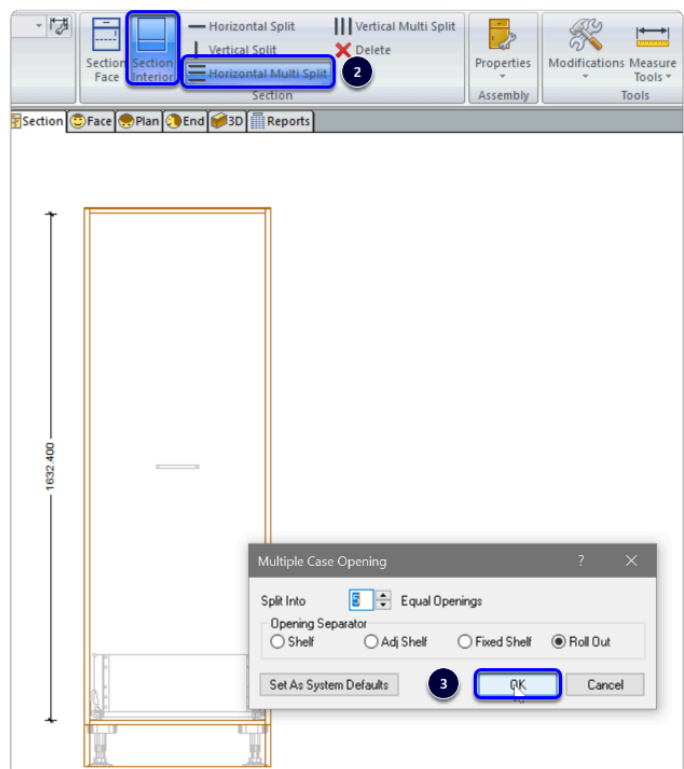 Horizontal Split
Vertical Multi Split
Section
Face
Section
Interior
Vertical Split
Delete
Horizontal Multi Split
2
Section
Properties
Assembly
Modifications
Measure
Tools
Tools
Section
Face
Plan
End
3D
Reports
1632.400
Multiple Case Opening
? ×
Split Into 5 Equal Openings
Opening Separator
Shelf Adj Shelf Fixed Shelf Roll Out
Set As System Defaults 3 OK Cancel